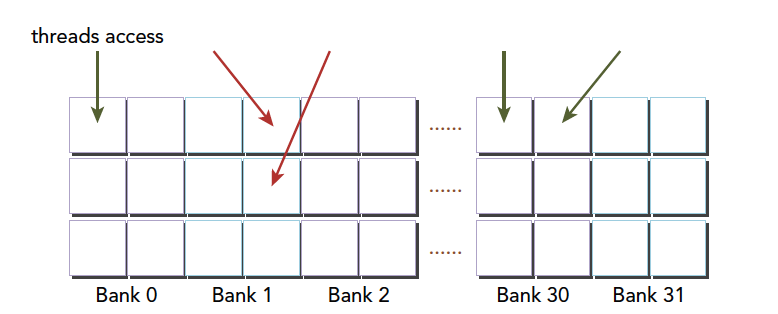 threads access
......
......
......
Bank 0 Bank 1 Bank 2 Bank 30 Bank 31